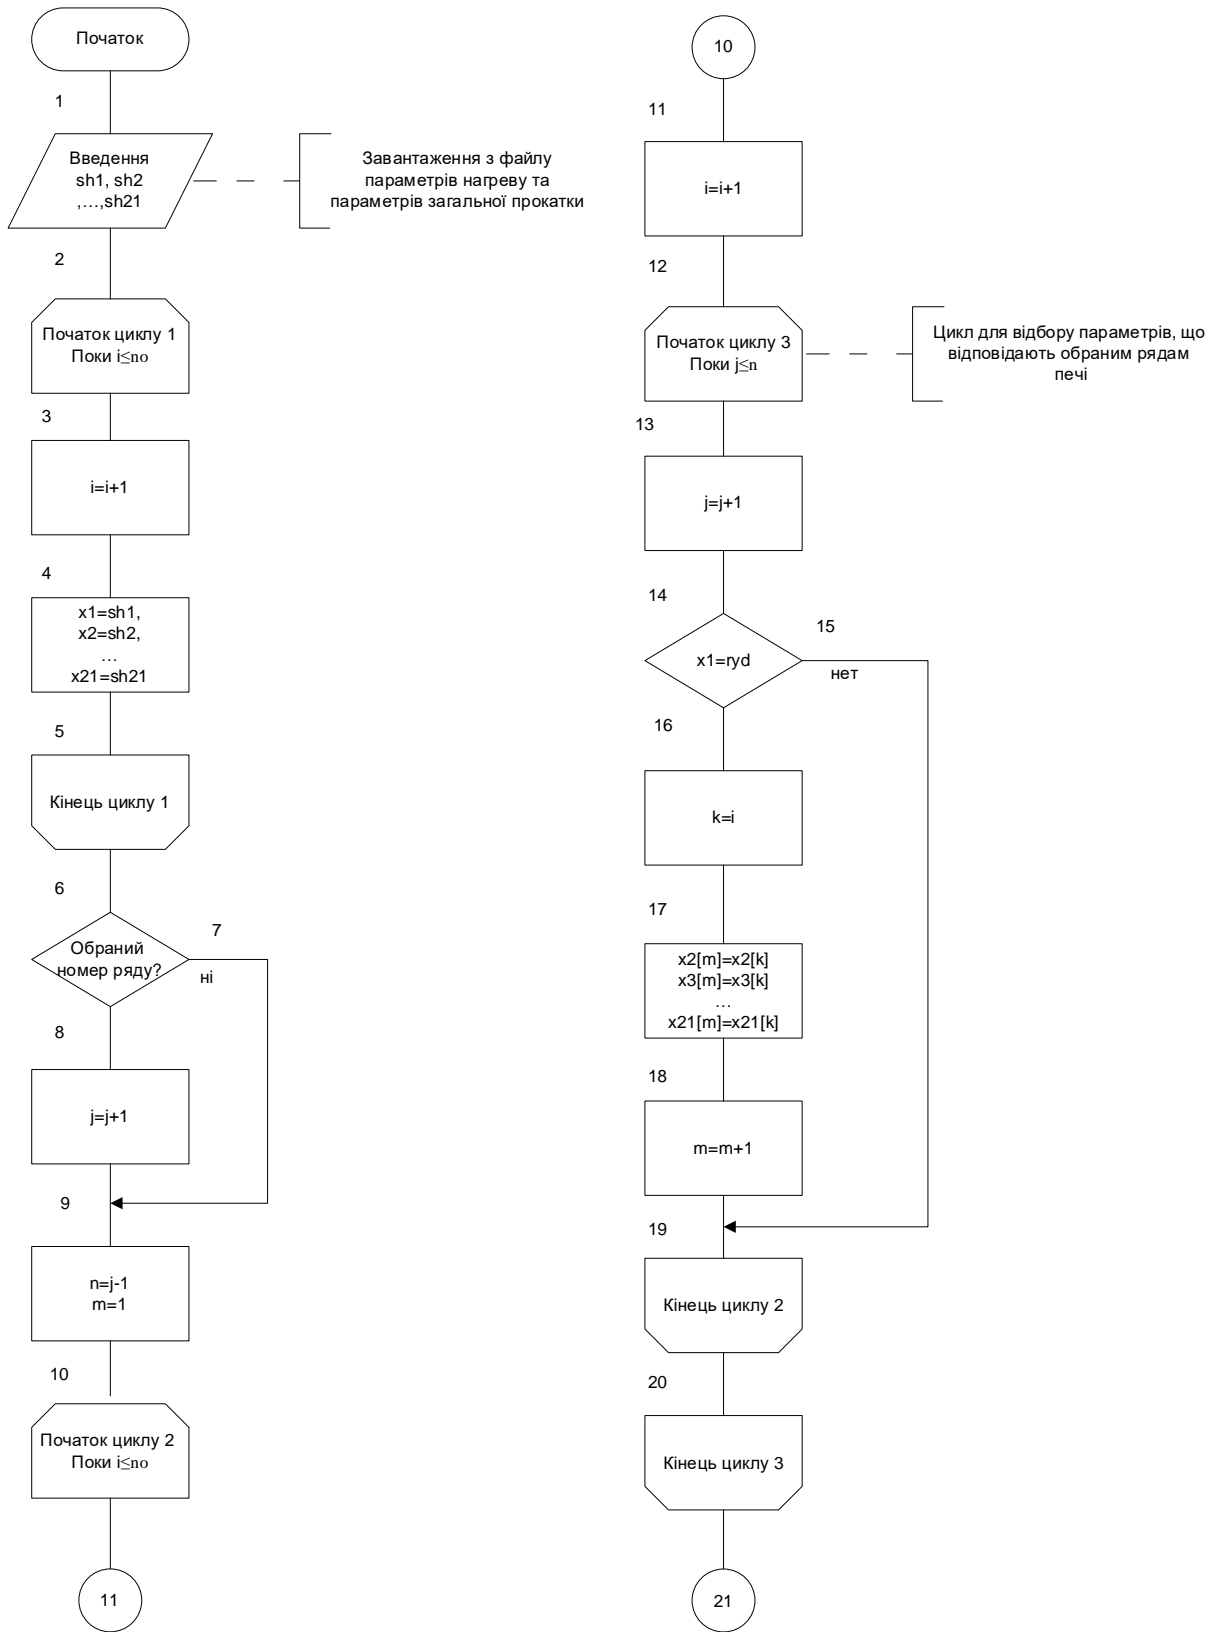 Початок
1
Введення
sh1, sh2
,…,sh21
Завантаження з файлу
параметрів нагреву та
параметрів загальної прокатки
2
Початок циклу 1
Поки i≤no
3
i=i+1
4
x1=sh1,
x2=sh2,
…
x21=sh21
5
Кінець циклу 1
6
Обраний
номер ряду?
7
ні
8
j=j+1
9
n=j-1
m=1
10
Початок циклу 2
Поки i≤no
11
10
11
i=i+1
12
Початок циклу 3
Поки j≤n
Цикл для відбору параметрів, що
відповідають обраним рядам
печі
13
j=j+1
14
x1=ryd
15
нет
16
k=i
17
x2[m]=x2[k]
x3[m]=x3[k]
…
x21[m]=x21[k]
18
m=m+1
19
Кінець циклу 2
20
Кінець циклу 3
21